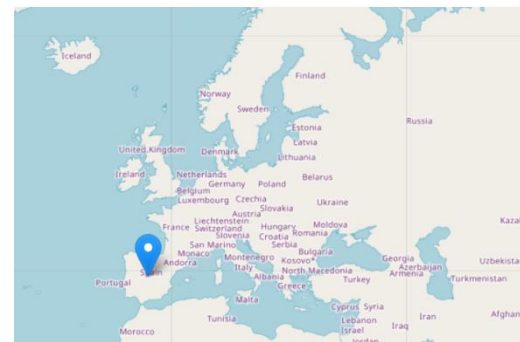 Iceland
Finland
Norway
Sweden
Russia
Estonia
Latvia
United Kingdom
Denmark
Lithuania
Ireland
Netherlands
Belarus
Germany
Poland
Belgium
Luxembourg
Czechia
Ukraine
Slovakia
Austria
Liechtenstein
Moldova
France
Switzerland
Hungary
Slovenia
Croatia
Romania
Kaza
San Marino
Serbia
Monaco
Bulgaria
Andorra
Montenegro
Kosovo*
Georgia
Uzbekista
Italy
North Macedonia
Azerbaijan
Spain
Albania
Armenia
Turkmenistan
Portugal
Greece
Turkey
Malta
Cyprus
Syria
Tunisia
Lebanon
Iran
Afghan
Morocco
Israel
Iraq
Jordan